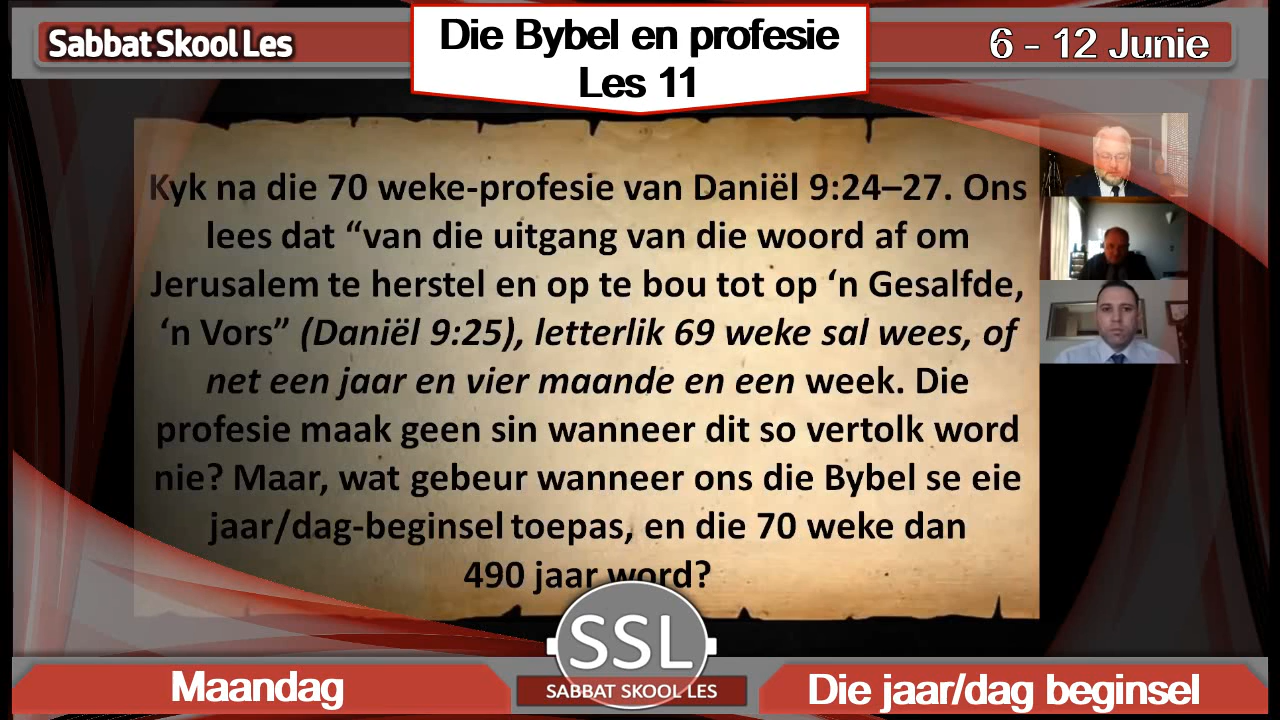 Sabbat Skool Les
Die Bybel en profesie
Les 11
6 - 12 Junie
Kyk na die 70 weke-profesie van Daniël 9:24–27. Ons
lees dat “van die uitgang van die woord af om
Jerusalem te herstel en op te bou tot op ‘n Gesalfde,
‘n Vors” (Daniël 9:25), letterlik 69 weke sal wees, of
net een jaar en vier maande en een week. Die
profesie maak geen sin wanneer dit so vertolk word
nie? Maar, wat gebeur wanneer ons die Bybel se eie
jaar/dag-beginsel toepas, en die 70 weke dan
490 jaar word?
Maandag
SSL
SABBAT SKOOL LES
Die jaar/dag beginsel